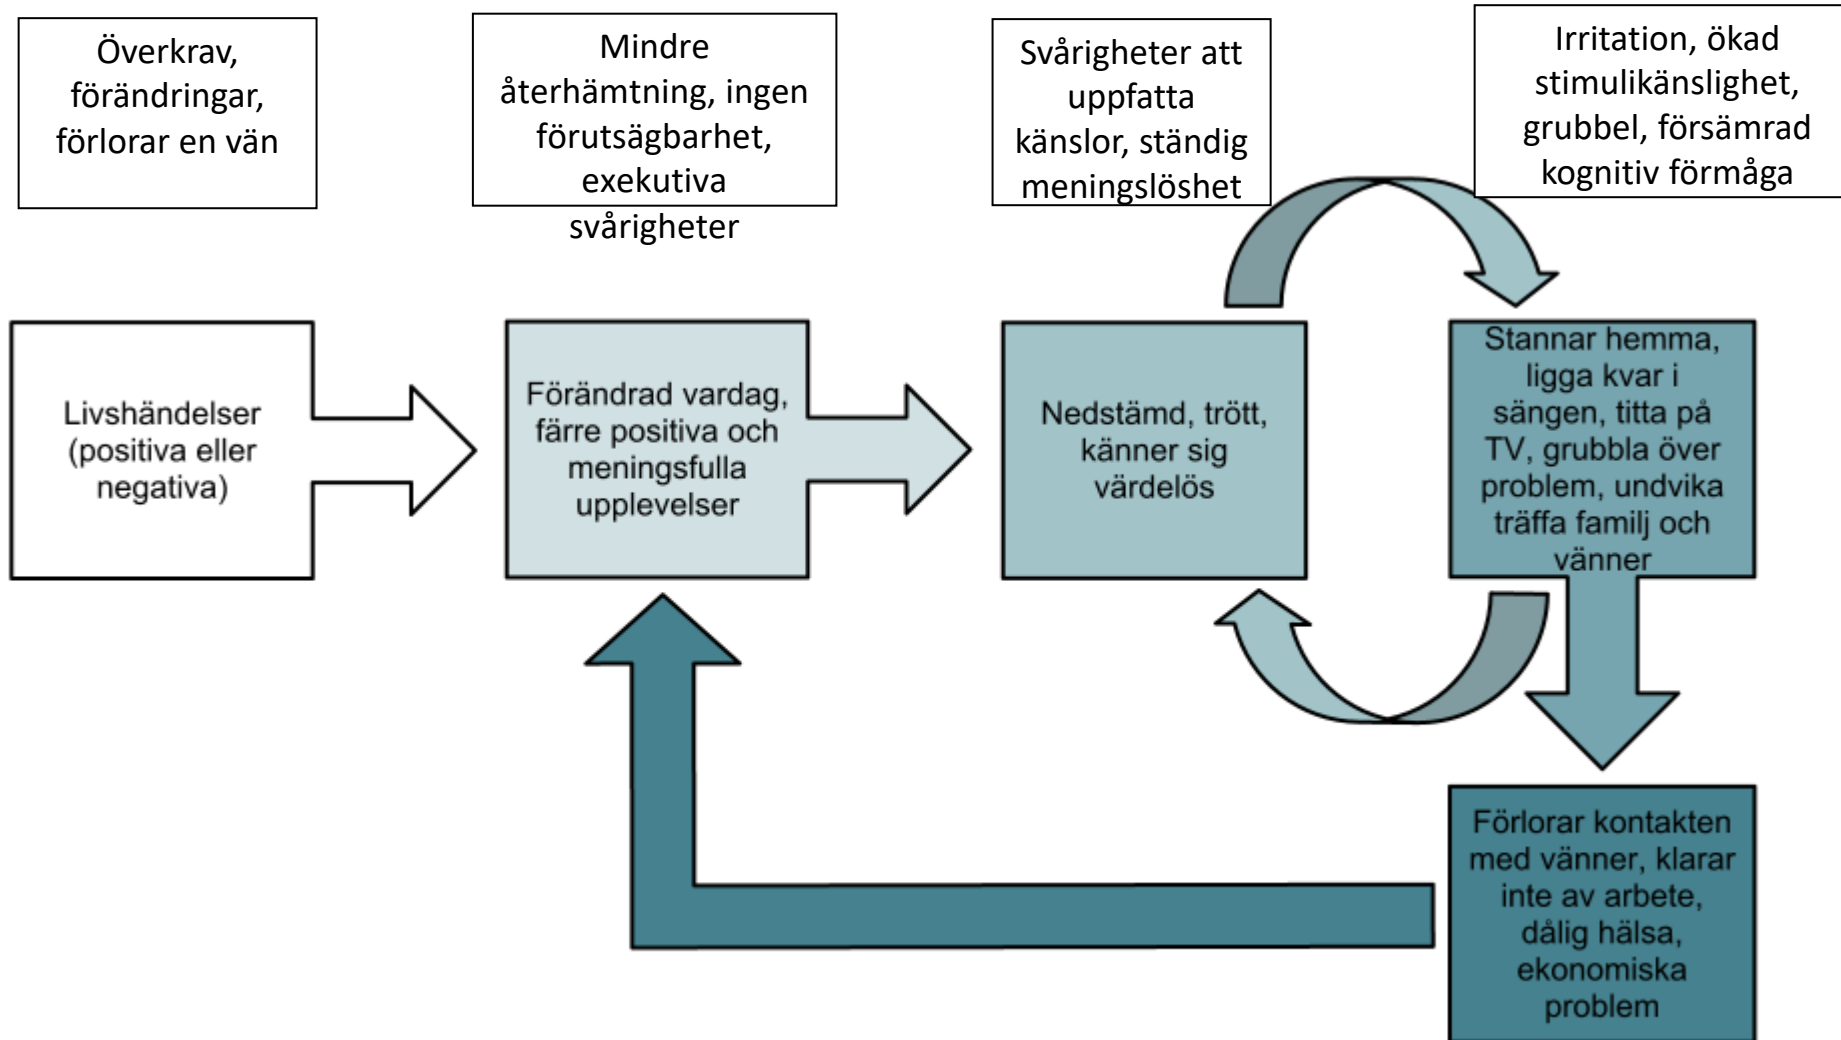 Överkrav,
förändringar,
förlorar en vän
Mindre
återhämtning, ingen
förutsägbarhet,
exekutiva
svårigheter
Svårigheter att
uppfatta
känslor, ständig
meningslöshet
Irritation, ökad
stimulikänslighet,
grubbel, försämrad
kognitiv förmåga
Livshändelser
(positiva eller
negativa)
Förändrad vardag,
färre positiva och
meningsfulla
upplevelser
Nedstämd, trött,
känner sig
värdelös
Stannar hemma,
ligga kvar i
sängen, titta på
TV, grubbla över
problem, undvika
träffa familj och
vänner
Förlorar kontakten
med vänner, klarar
inte av arbete,
dålig hälsa,
ekonomiska
problem